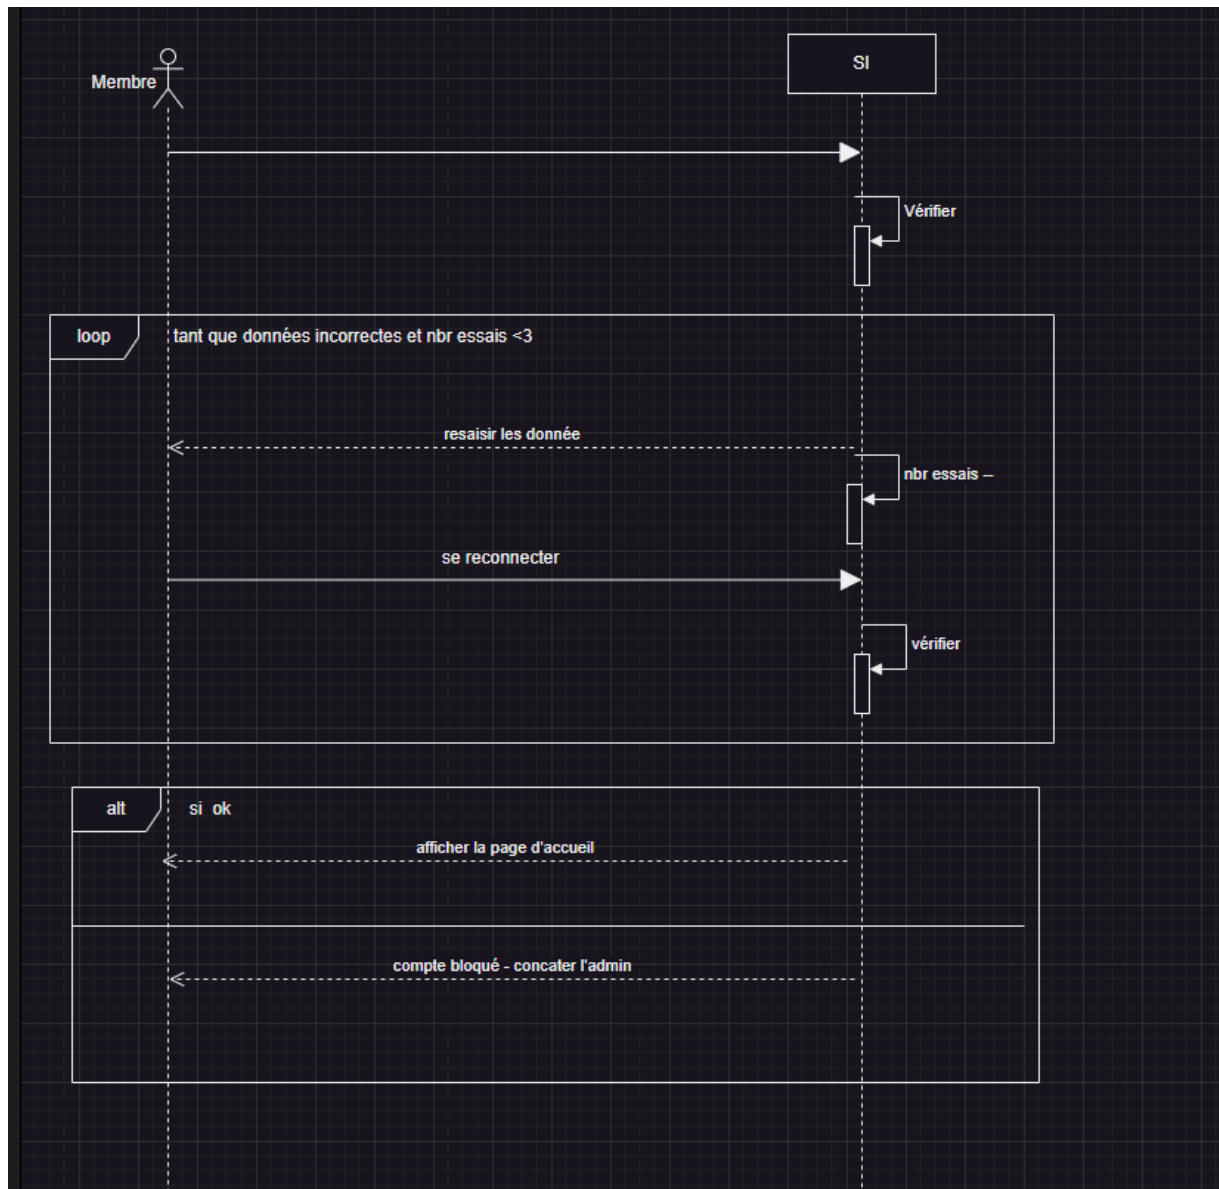 Membre
SI
Vérifier
loop
tant que données incorrectes et nbr essais <3
resaisir les donnée
nbr essais --
se reconnecter
vérifier
alt
si ok
afficher la page d'accueil
compte bloqué - concater l'admin